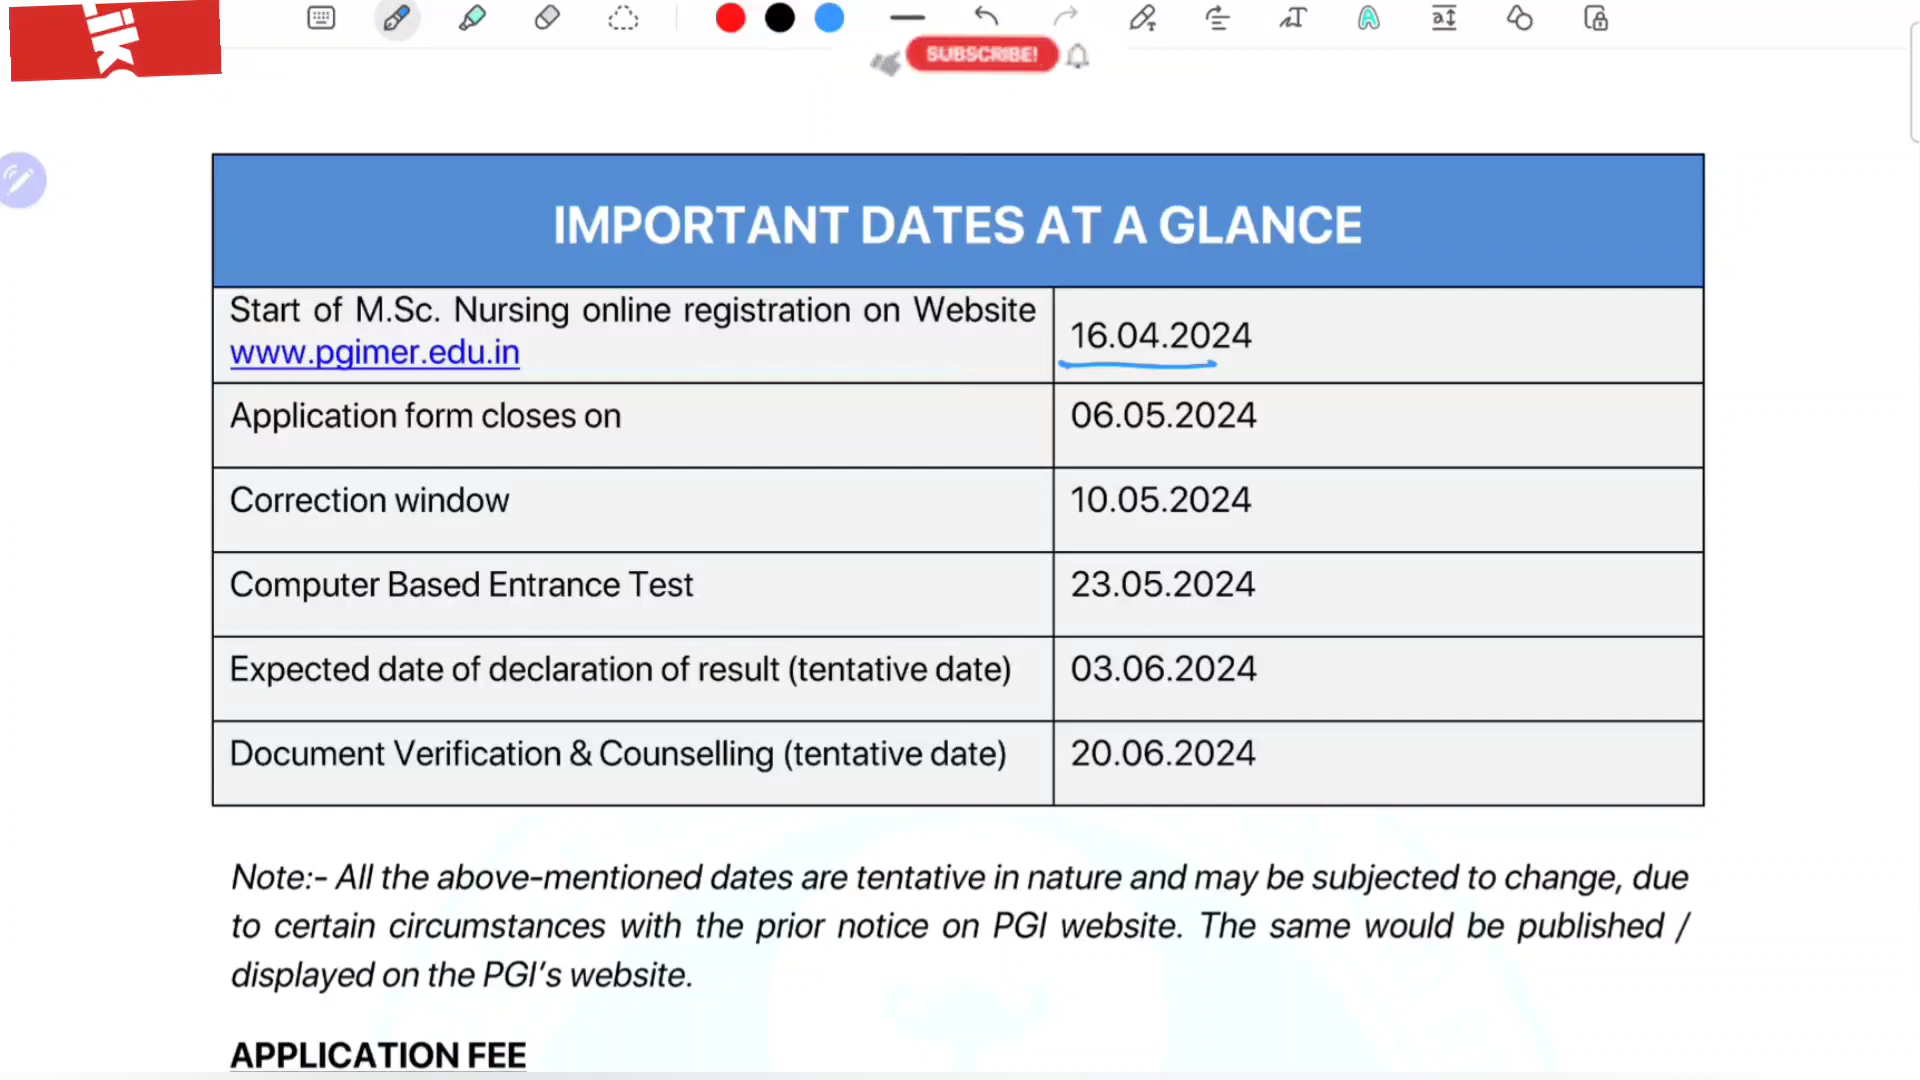 SUBSCRIBE!
IMPORTANT DATES AT A GLANCE
Start of M.Sc. Nursing online registration on Website
www.pgimer.edu.in
16.04.2024
Application form closes on
06.05.2024
Correction window
10.05.2024
Computer Based Entrance Test
23.05.2024
Expected date of declaration of result (tentative date)
03.06.2024
Document Verification & Counselling (tentative date)
20.06.2024
Note:- All the above-mentioned dates are tentative in nature and may be subjected to change, due
to certain circumstances with the prior notice on PGI website. The same would be published /
displayed on the PGI's website.
APPLICATION FEE